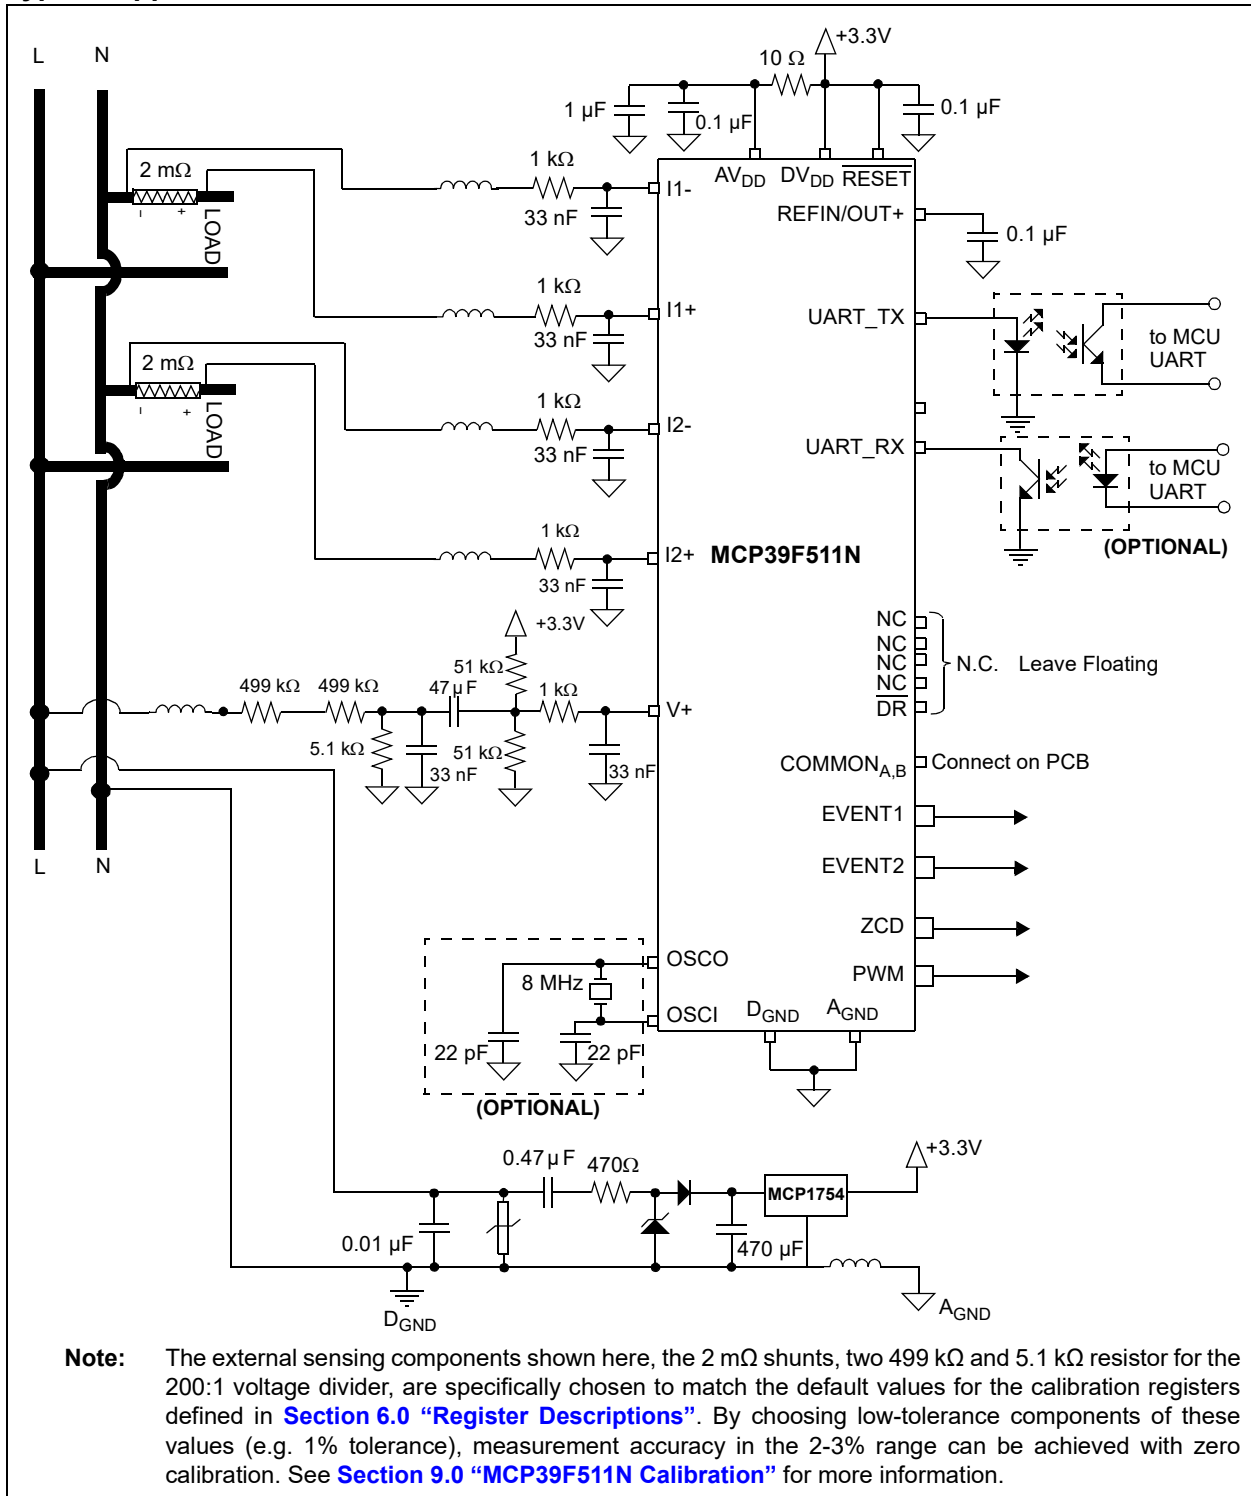 L N
+3.3V
10 Ω
1 µF
0.1 µF
0.1 µF
AVDD DVDD RESET
2 mΩ
- +
LOAD
1 kΩ
33 nF
I1-
REFIN/OUT+
0.1 µF
1 kΩ
33 nF
I1+
UART_TX
to MCU
UART
2 mΩ
- +
LOAD
1 kΩ
33 nF
I2-
UART_RX
to MCU
UART
(OPTIONAL)
1 kΩ
33 nF
I2+
MCP39F511N
+3.3V
51 kΩ
499 kΩ 499 kΩ
47µF
1 kΩ
5.1 kΩ
33 nF
51 kΩ
33 nF
V+
NC
NC
NC
NC
DR
N.C. Leave Floating
COMMONA,B Connect on PCB
EVENT1
EVENT2
ZCD
PWM
L N
OSCO
8 MHz
OSCI
22 pF
22 pF
(OPTIONAL)
DGND AGND
0.47µF
470Ω
MCP1754
+3.3V
0.01 µF
470 µF
DGND
AGND
Note: The external sensing components shown here, the 2 mΩ shunts, two 499 kΩ and 5.1 kΩ resistor for the
200:1 voltage divider, are specifically chosen to match the default values for the calibration registers
defined in Section 6.0 “Register Descriptions”. By choosing low-tolerance components of these
values (e.g. 1% tolerance), measurement accuracy in the 2-3% range can be achieved with zero
calibration. See Section 9.0 “MCP39F511N Calibration” for more information.